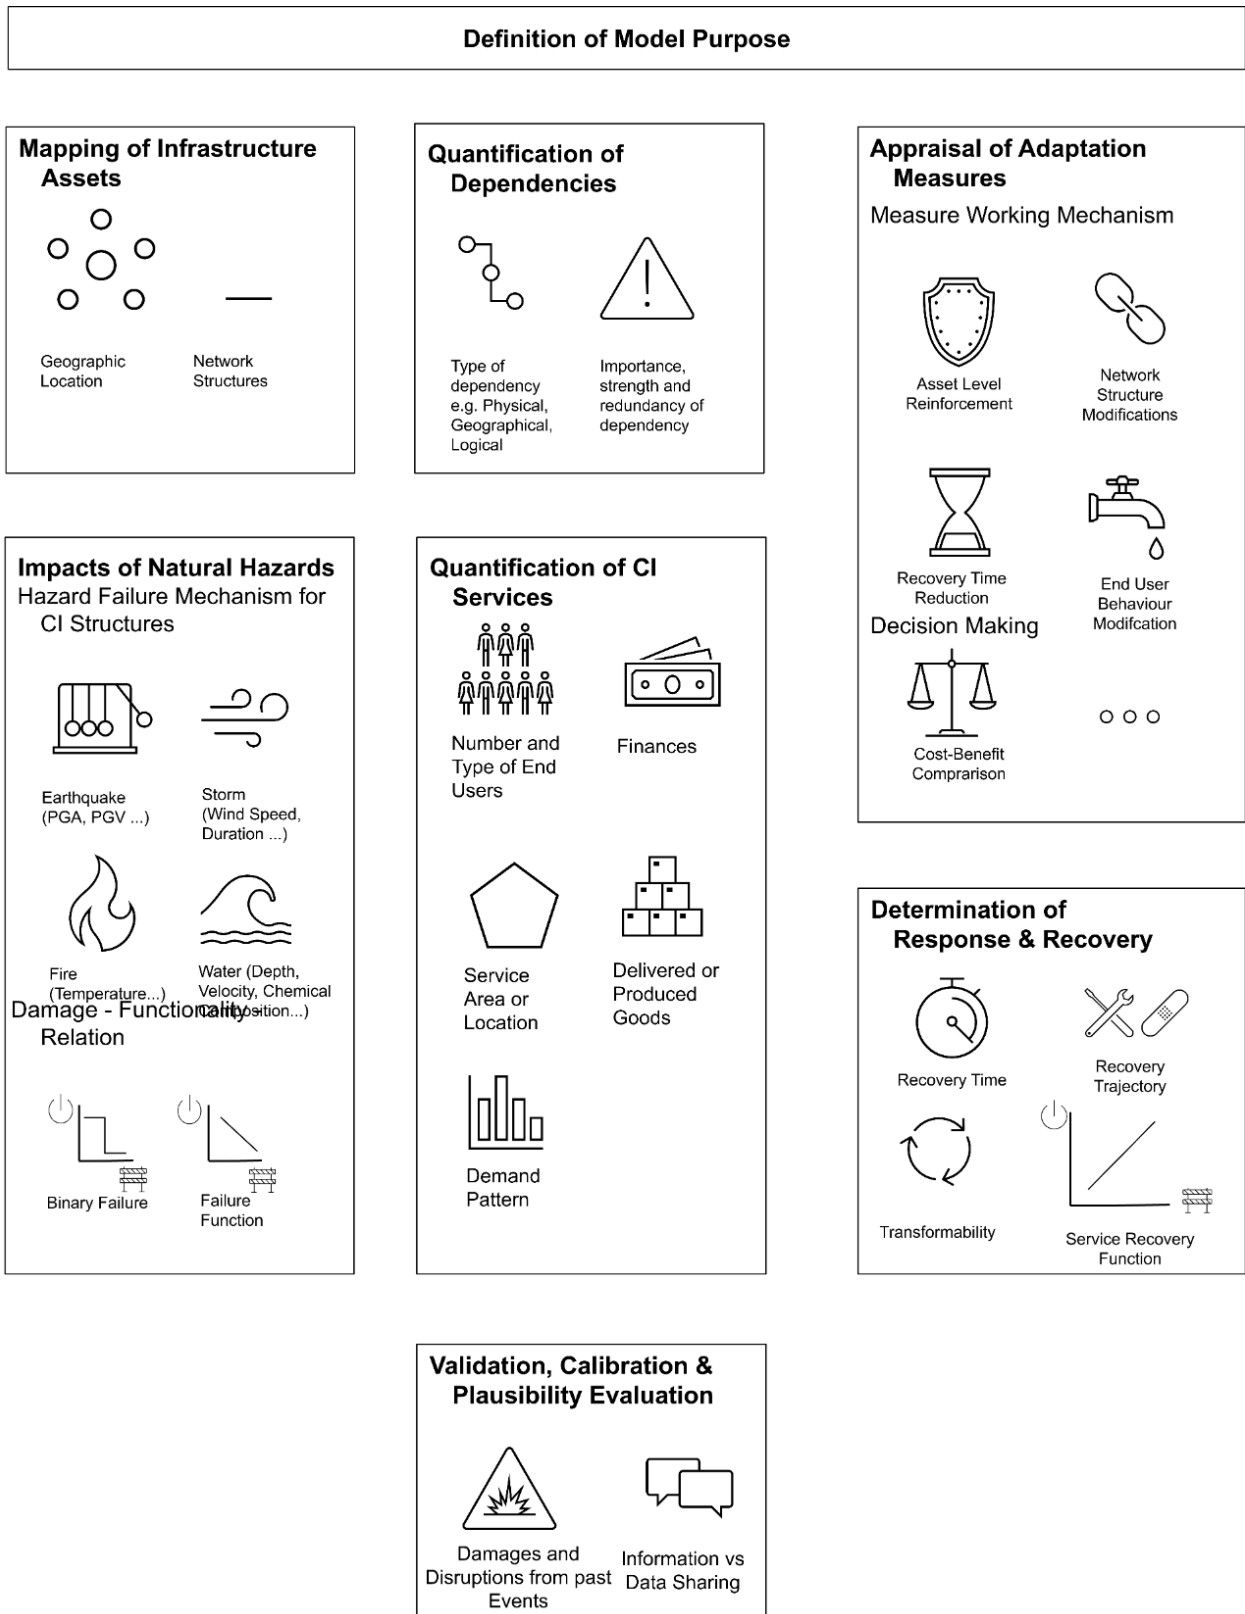 Definition of Model Purpose
Mapping of Infrastructure
Assets
Geographic
Location
Network
Structures
Quantification of
Dependencies
Type of
dependency
e.g. Physical,
Geographical,
Logical
Importance,
strength and
redundancy of
dependency
Appraisal of Adaptation
Measures
Measure Working Mechanism
Asset Level
Reinforcement
Network
Structure
Modifications
Recovery Time
Reduction
End User
Behaviour
Modifcation
Decision Making
Cost-Benefit
Comparison
Impacts of Natural Hazards
Hazard Failure Mechanism for
CI Structures
Earthquake
(PGA, PGV ...)
Storm
(Wind Speed,
Duration ...)
Fire
(Temperature...)
Water (Depth,
Velocity, Chemical
Composition...)
Damage - Functionality -
Relation
Binary Failure
Failure
Function
Quantification of CI
Services
Number and
Type of End
Users
Finances
Service
Area or
Location
Delivered or
Produced
Goods
Demand
Pattern
Determination of
Response & Recovery
Recovery Time
Recovery
Trajectory
Transformability
Service Recovery
Function
Validation, Calibration &
Plausibility Evaluation
Damages and
Disruptions from past
Events
Information vs
Data Sharing